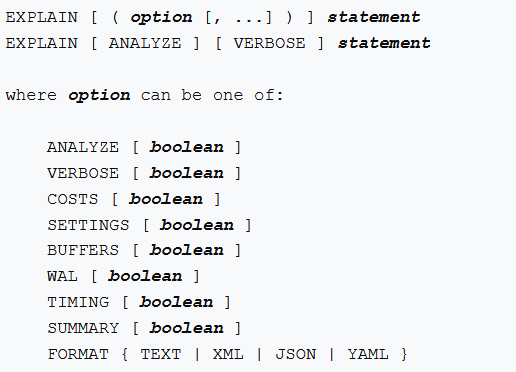 EXPLAIN [ ( option [, ...] ) ] statement
EXPLAIN [ ANALYZE ] [ VERBOSE ] statement

where option can be one of:

    ANALYZE [ boolean ]
    VERBOSE [ boolean ]
    COSTS [ boolean ]
    SETTINGS [ boolean ]
    BUFFERS [ boolean ]
    WAL [ boolean ]
    TIMING [ boolean ]
    SUMMARY [ boolean ]
    FORMAT { TEXT | XML | JSON | YAML }